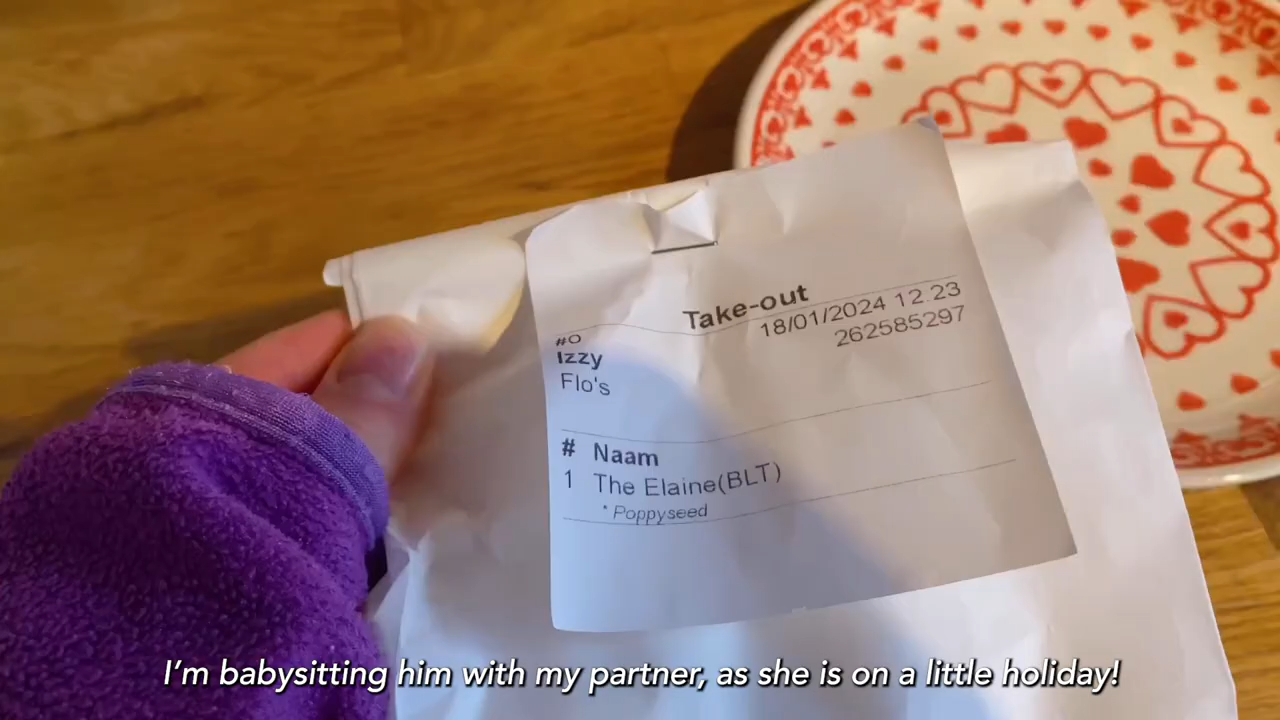 Take-out
18/01/2024 12:23
262585297
#0
Izzy
Flo's
# Naam
1 The Elaine(BLT)
* Poppyseed
I'm babysitting him with my partner, as she is on a little holiday!